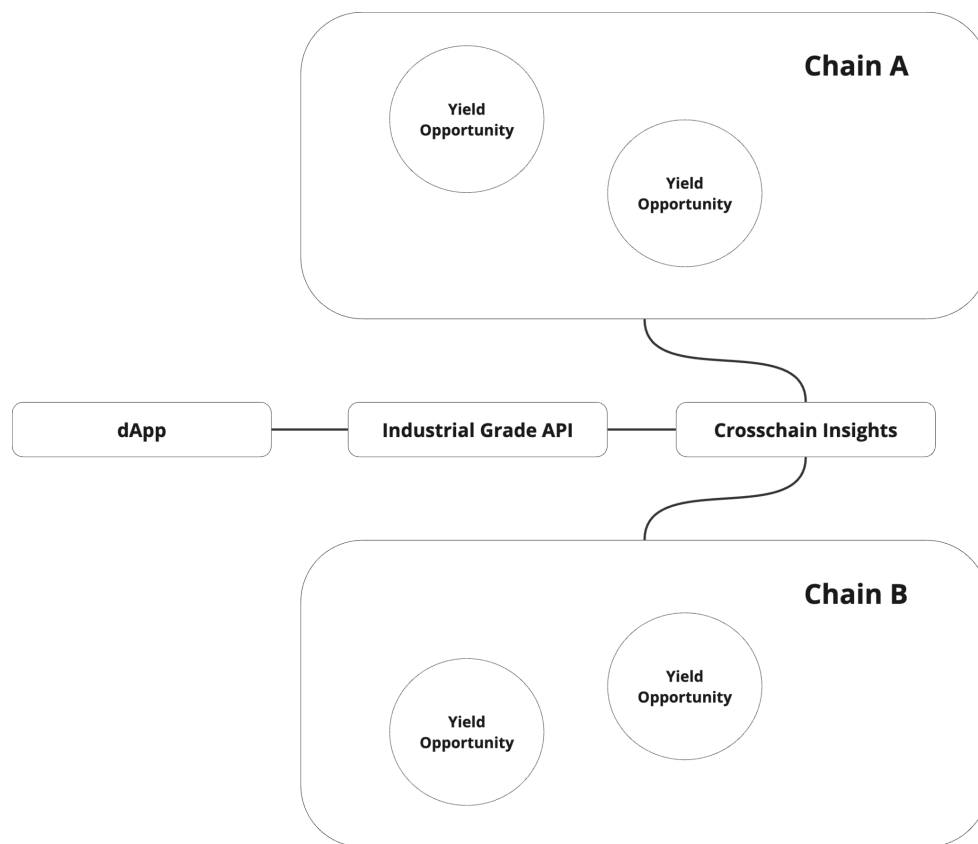 Chain A
Yield
Opportunity
Yield
Opportunity
dApp
Industrial Grade API
Crosschain Insights
Chain B
Yield
Opportunity
Yield
Opportunity